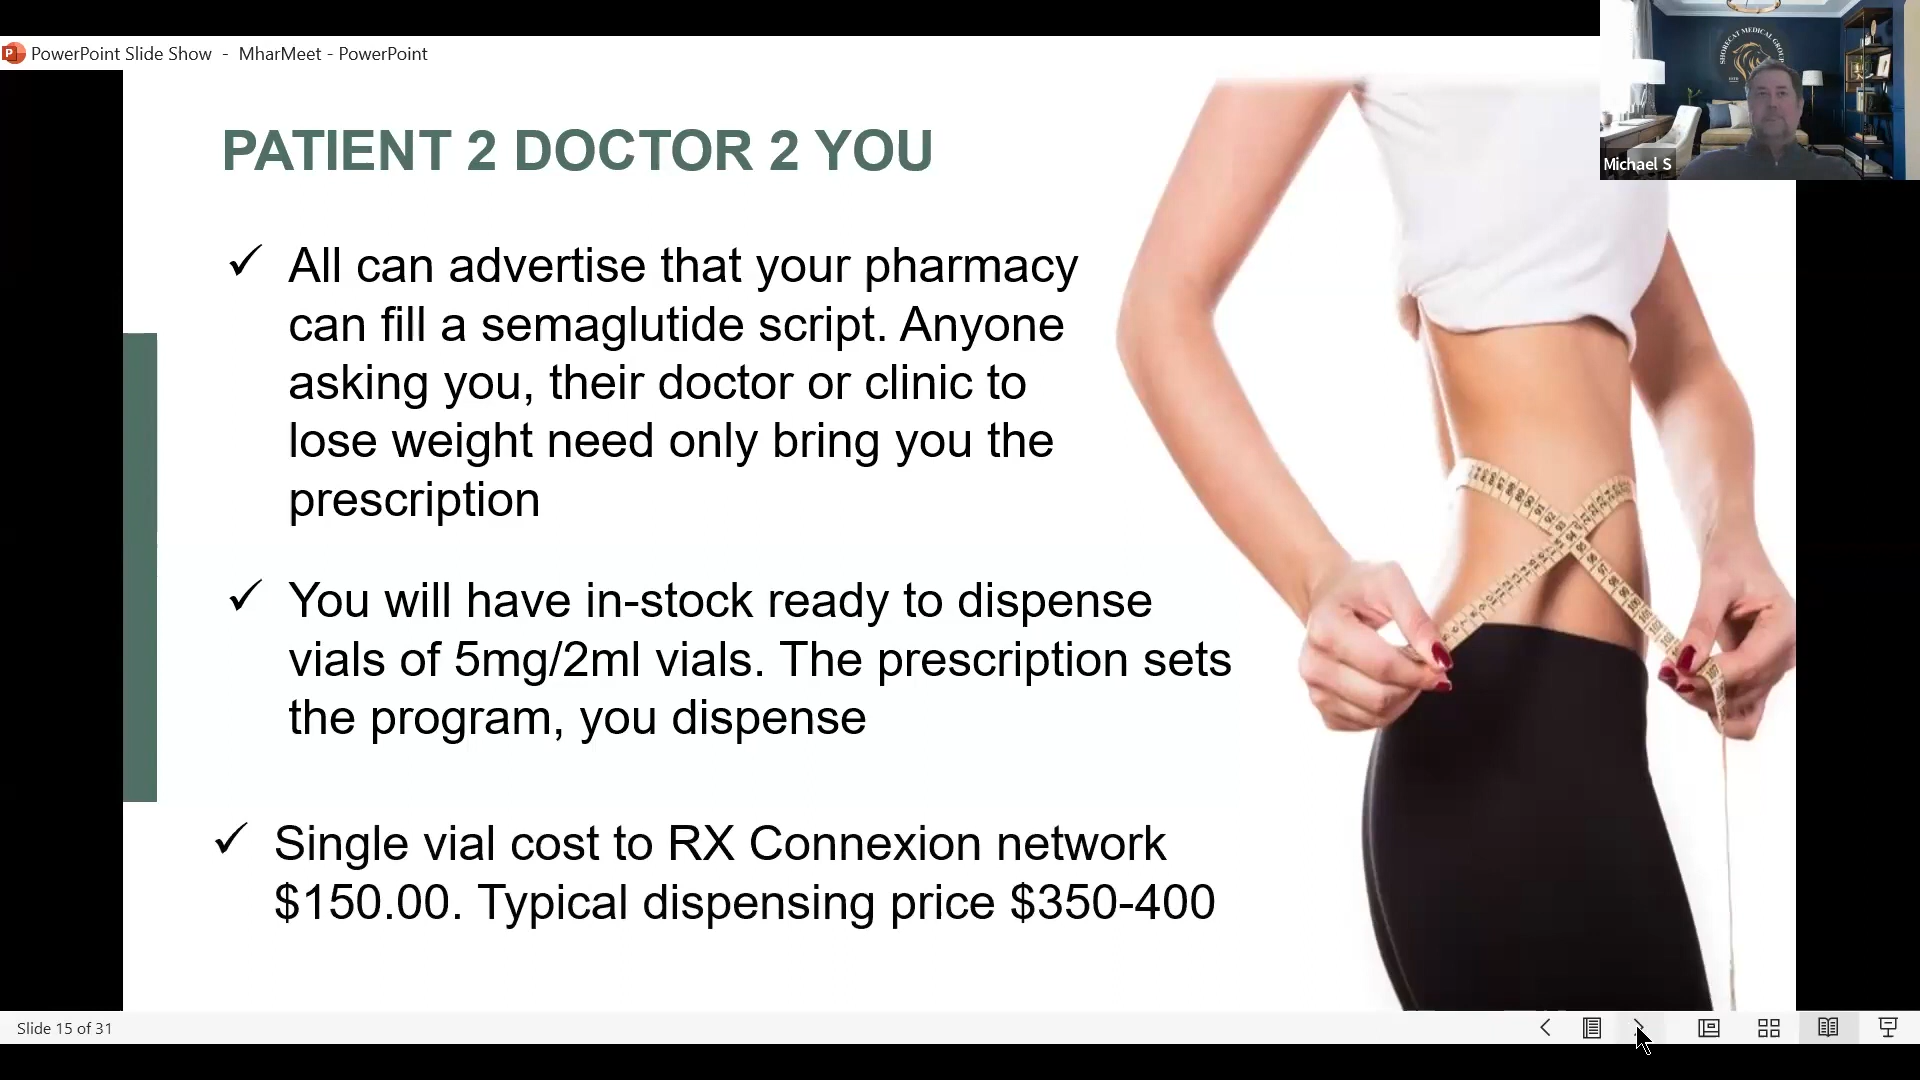 PowerPoint Slide Show - MharMeet - PowerPoint
SHORECAT MEDICAL GROUP
Michael S
PATIENT 2 DOCTOR 2 YOU
✓ All can advertise that your pharmacy
can fill a semaglutide script. Anyone
asking you, their doctor or clinic to
lose weight need only bring you the
prescription
✓ You will have in-stock ready to dispense
vials of 5mg/2ml vials. The prescription sets
the program, you dispense
✓ Single vial cost to RX Connexion network
$150.00. Typical dispensing price $350-400
Slide 15 of 31